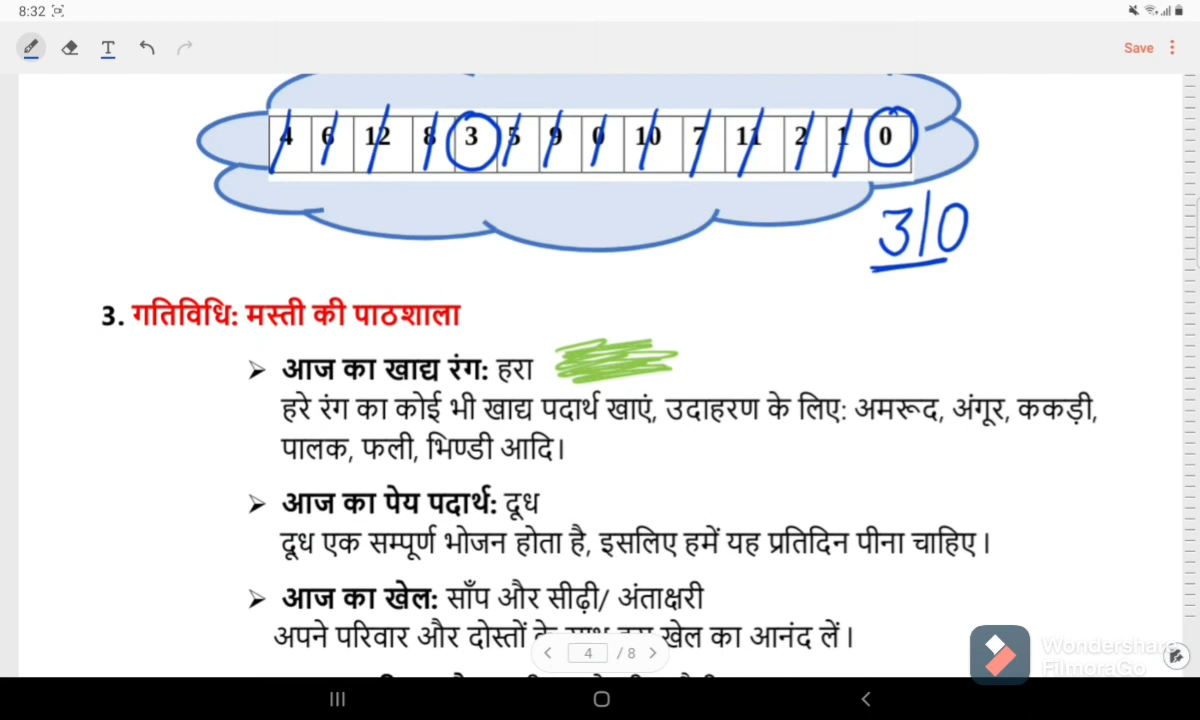 8:32
T
Save
4 6 12 8 3 5 9 0 10 7 11 2 1 0
3/0
3. गतिविधि: मस्ती की पाठशाला
➢ आज का खाद्य रंग: हरा
हरे रंग का कोई भी खाद्य पदार्थ खाएं, उदाहरण के लिए: अमरूद, अंगूर, ककड़ी,
पालक, फली, भिण्डी आदि।
➢ आज का पेय पदार्थ: दूध
दूध एक सम्पूर्ण भोजन होता है, इसलिए हमें यह प्रतिदिन पीना चाहिए।
➢ आज का खेल: साँप और सीढ़ी/ अंताक्षरी
अपने परिवार और दोस्तों खेल का आनंद लें।
4 / 8
Wondershare
FilmoraGo